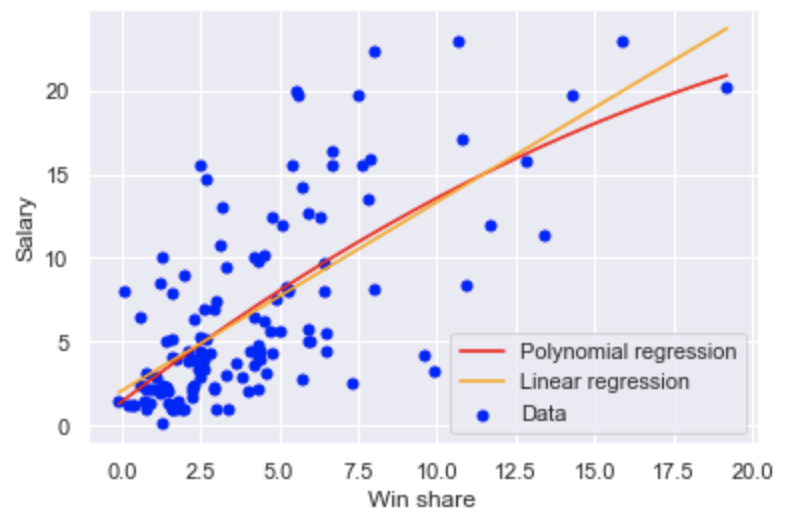 20
15
10
5
0
Salary
Polynomial regression
Linear regression
Data
0.0 2.5 5.0 7.5 10.0 12.5 15.0 17.5 20.0
Win share